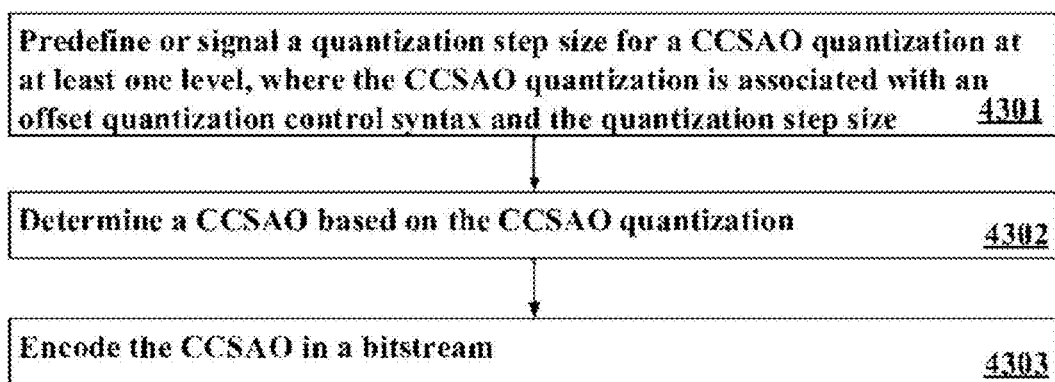 Predefine or signal a quantization step size for a CCSAO quantization at
at least one level, where the CCSAO quantization is associated with an
offset quantization control syntax and the quantization step size 4301
Determine a CCSAO based on the CCSAO quantization
4302
Encode the CCSAO in a bitstream
4303